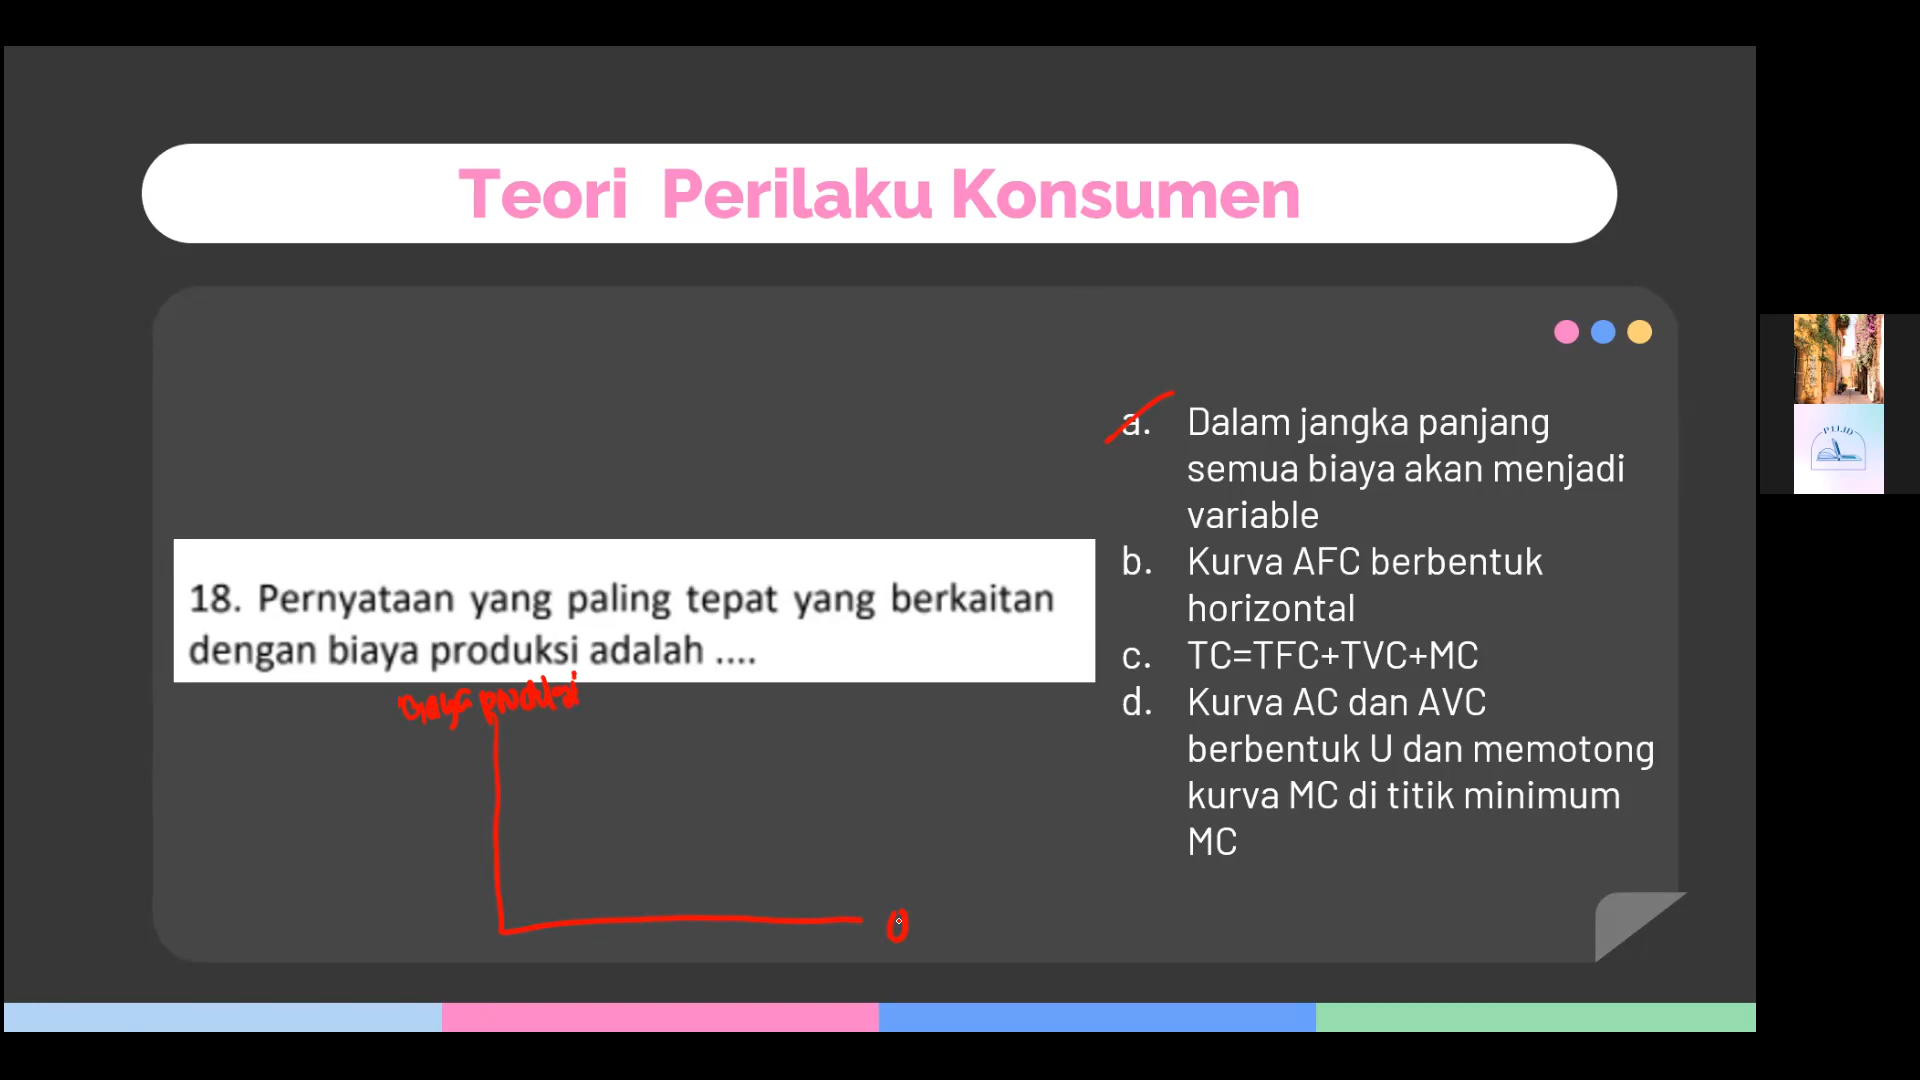 Teori Perilaku Konsumen
18. Pernyataan yang paling tepat yang berkaitan
dengan biaya produksi adalah ....
biaya produksi
0
a. Dalam jangka panjang
semua biaya akan menjadi
variable
b. Kurva AFC berbentuk
horizontal
c. TC=TFC+TVC+MC
d. Kurva AC dan AVC
berbentuk U dan memotong
kurva MC di titik minimum
MC